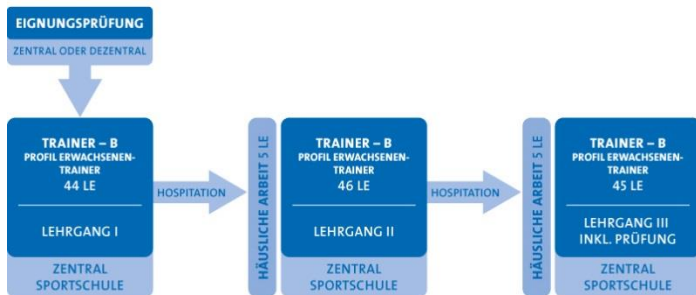 EIGNUNGSPRÜFUNG
ZENTRAL ODER DEZENTRAL
TRAINER – B
PROFIL ERWACHSENEN-
TRAINER
44 LE
LEHRGANG I
ZENTRAL
SPORTSCHULE
HOSPITATION
HÄUSLICHE ARBEIT 5 LE
TRAINER – B
PROFIL ERWACHSENEN-
TRAINER
46 LE
LEHRGANG II
ZENTRAL
SPORTSCHULE
HOSPITATION
HÄUSLICHE ARBEIT 5 LE
TRAINER – B
PROFIL ERWACHSENEN-
TRAINER
45 LE
LEHRGANG III
INKL. PRÜFUNG
ZENTRAL
SPORTSCHULE